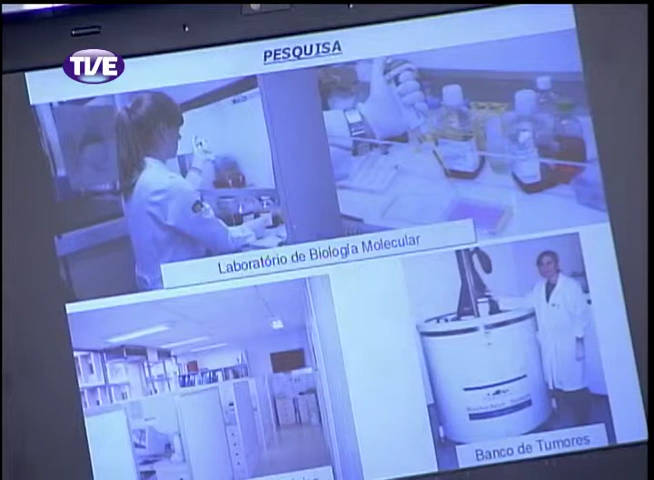 TVE
PESQUISA
Laboratório de Biologia Molecular
Banco de Tumores